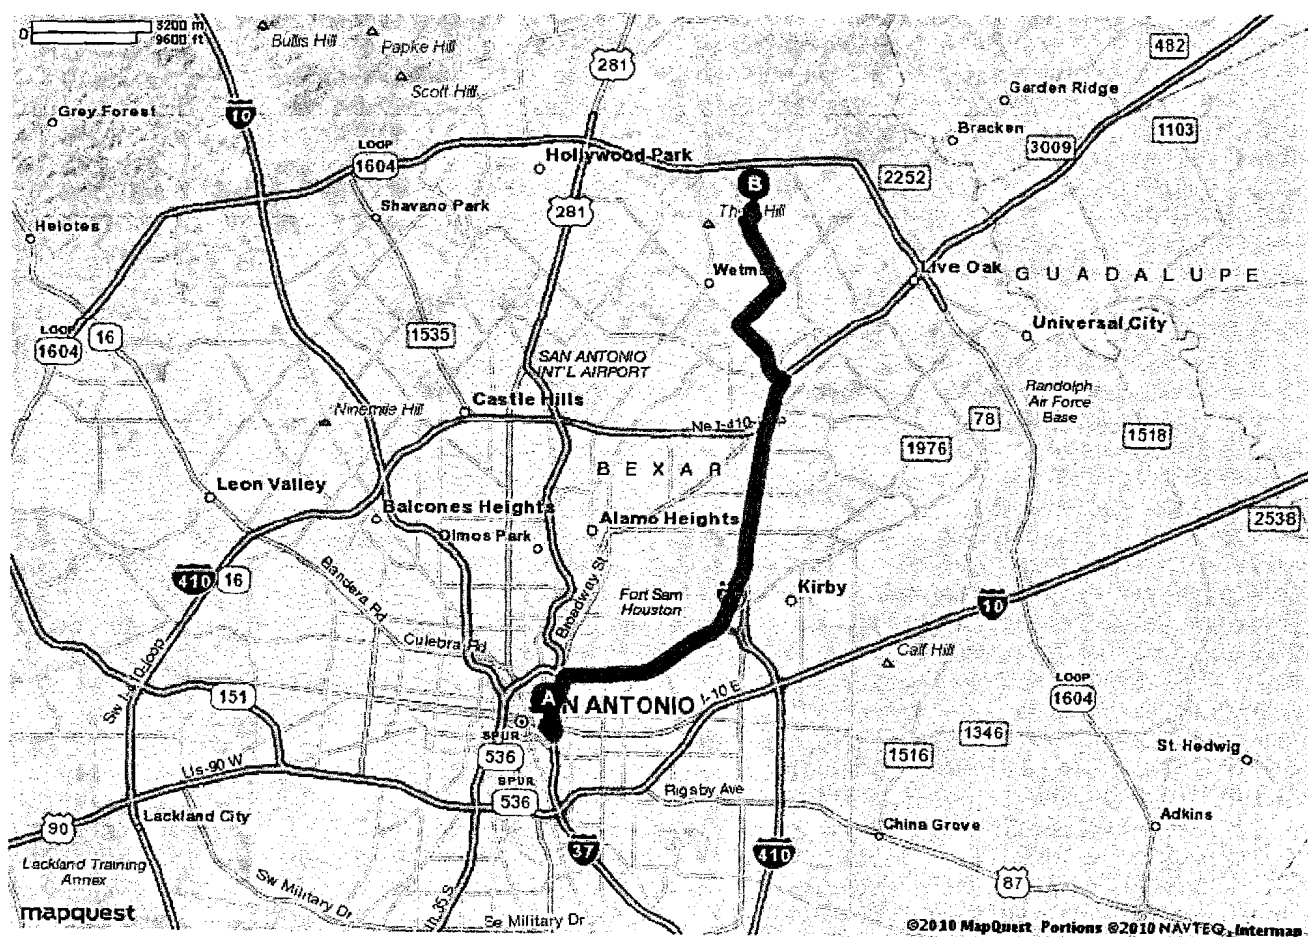 0
3200 m
9600 ft
Bullis Hill
Papke Hill
Scott Hill
281
482
Garden Ridge
Grey Forest
10
Bracken
3009
1103
LOOP
1604
Hollywood Park
2252
B
Shavano Park
281
Helotes
Wetm
Live Oak
GUADALUPE
LOOP
1604
16
1535
Universal City
SAN ANTONIO
INT'L AIRPORT
Randolph
Air Force
Base
Castle Hills
Ninemile Hill
Ne I-410
78
1518
1976
BEXAR
Leon Valley
Balcones Heights
Alamo Heights
2538
Olmos Park
410
16
Bandera Rd
Broadway St
Fort Sam
Houston
Kirby
10
Culebra Rd
Calf Hill
A
N ANTONIO
I-10 E
LOOP
1604
151
SPUR
536
1346
1516
St. Hedwig
Us-90 W
SPUR
536
Rigsby Ave
Lackland City
Adkins
90
China Grove
37
410
Lackland Training
Annex
87
Sw Military Dr
Se Military Dr
mapquest
©2010 MapQuest Portions ©2010 NAVTEQ, Intermap